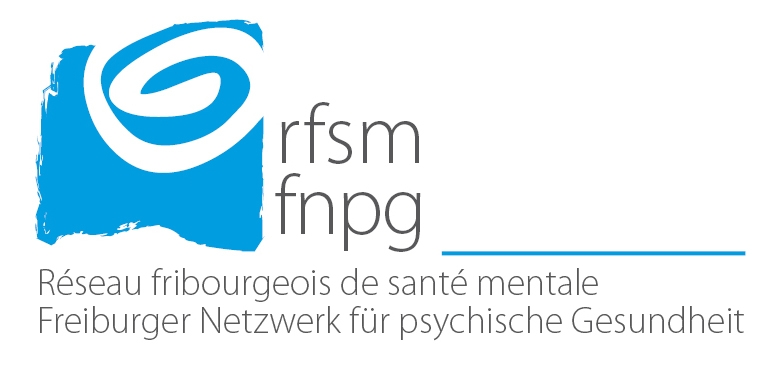 rfsm
fnpg
Réseau fribourgeois de santé mentale
Freiburger Netzwerk für psychische Gesundheit